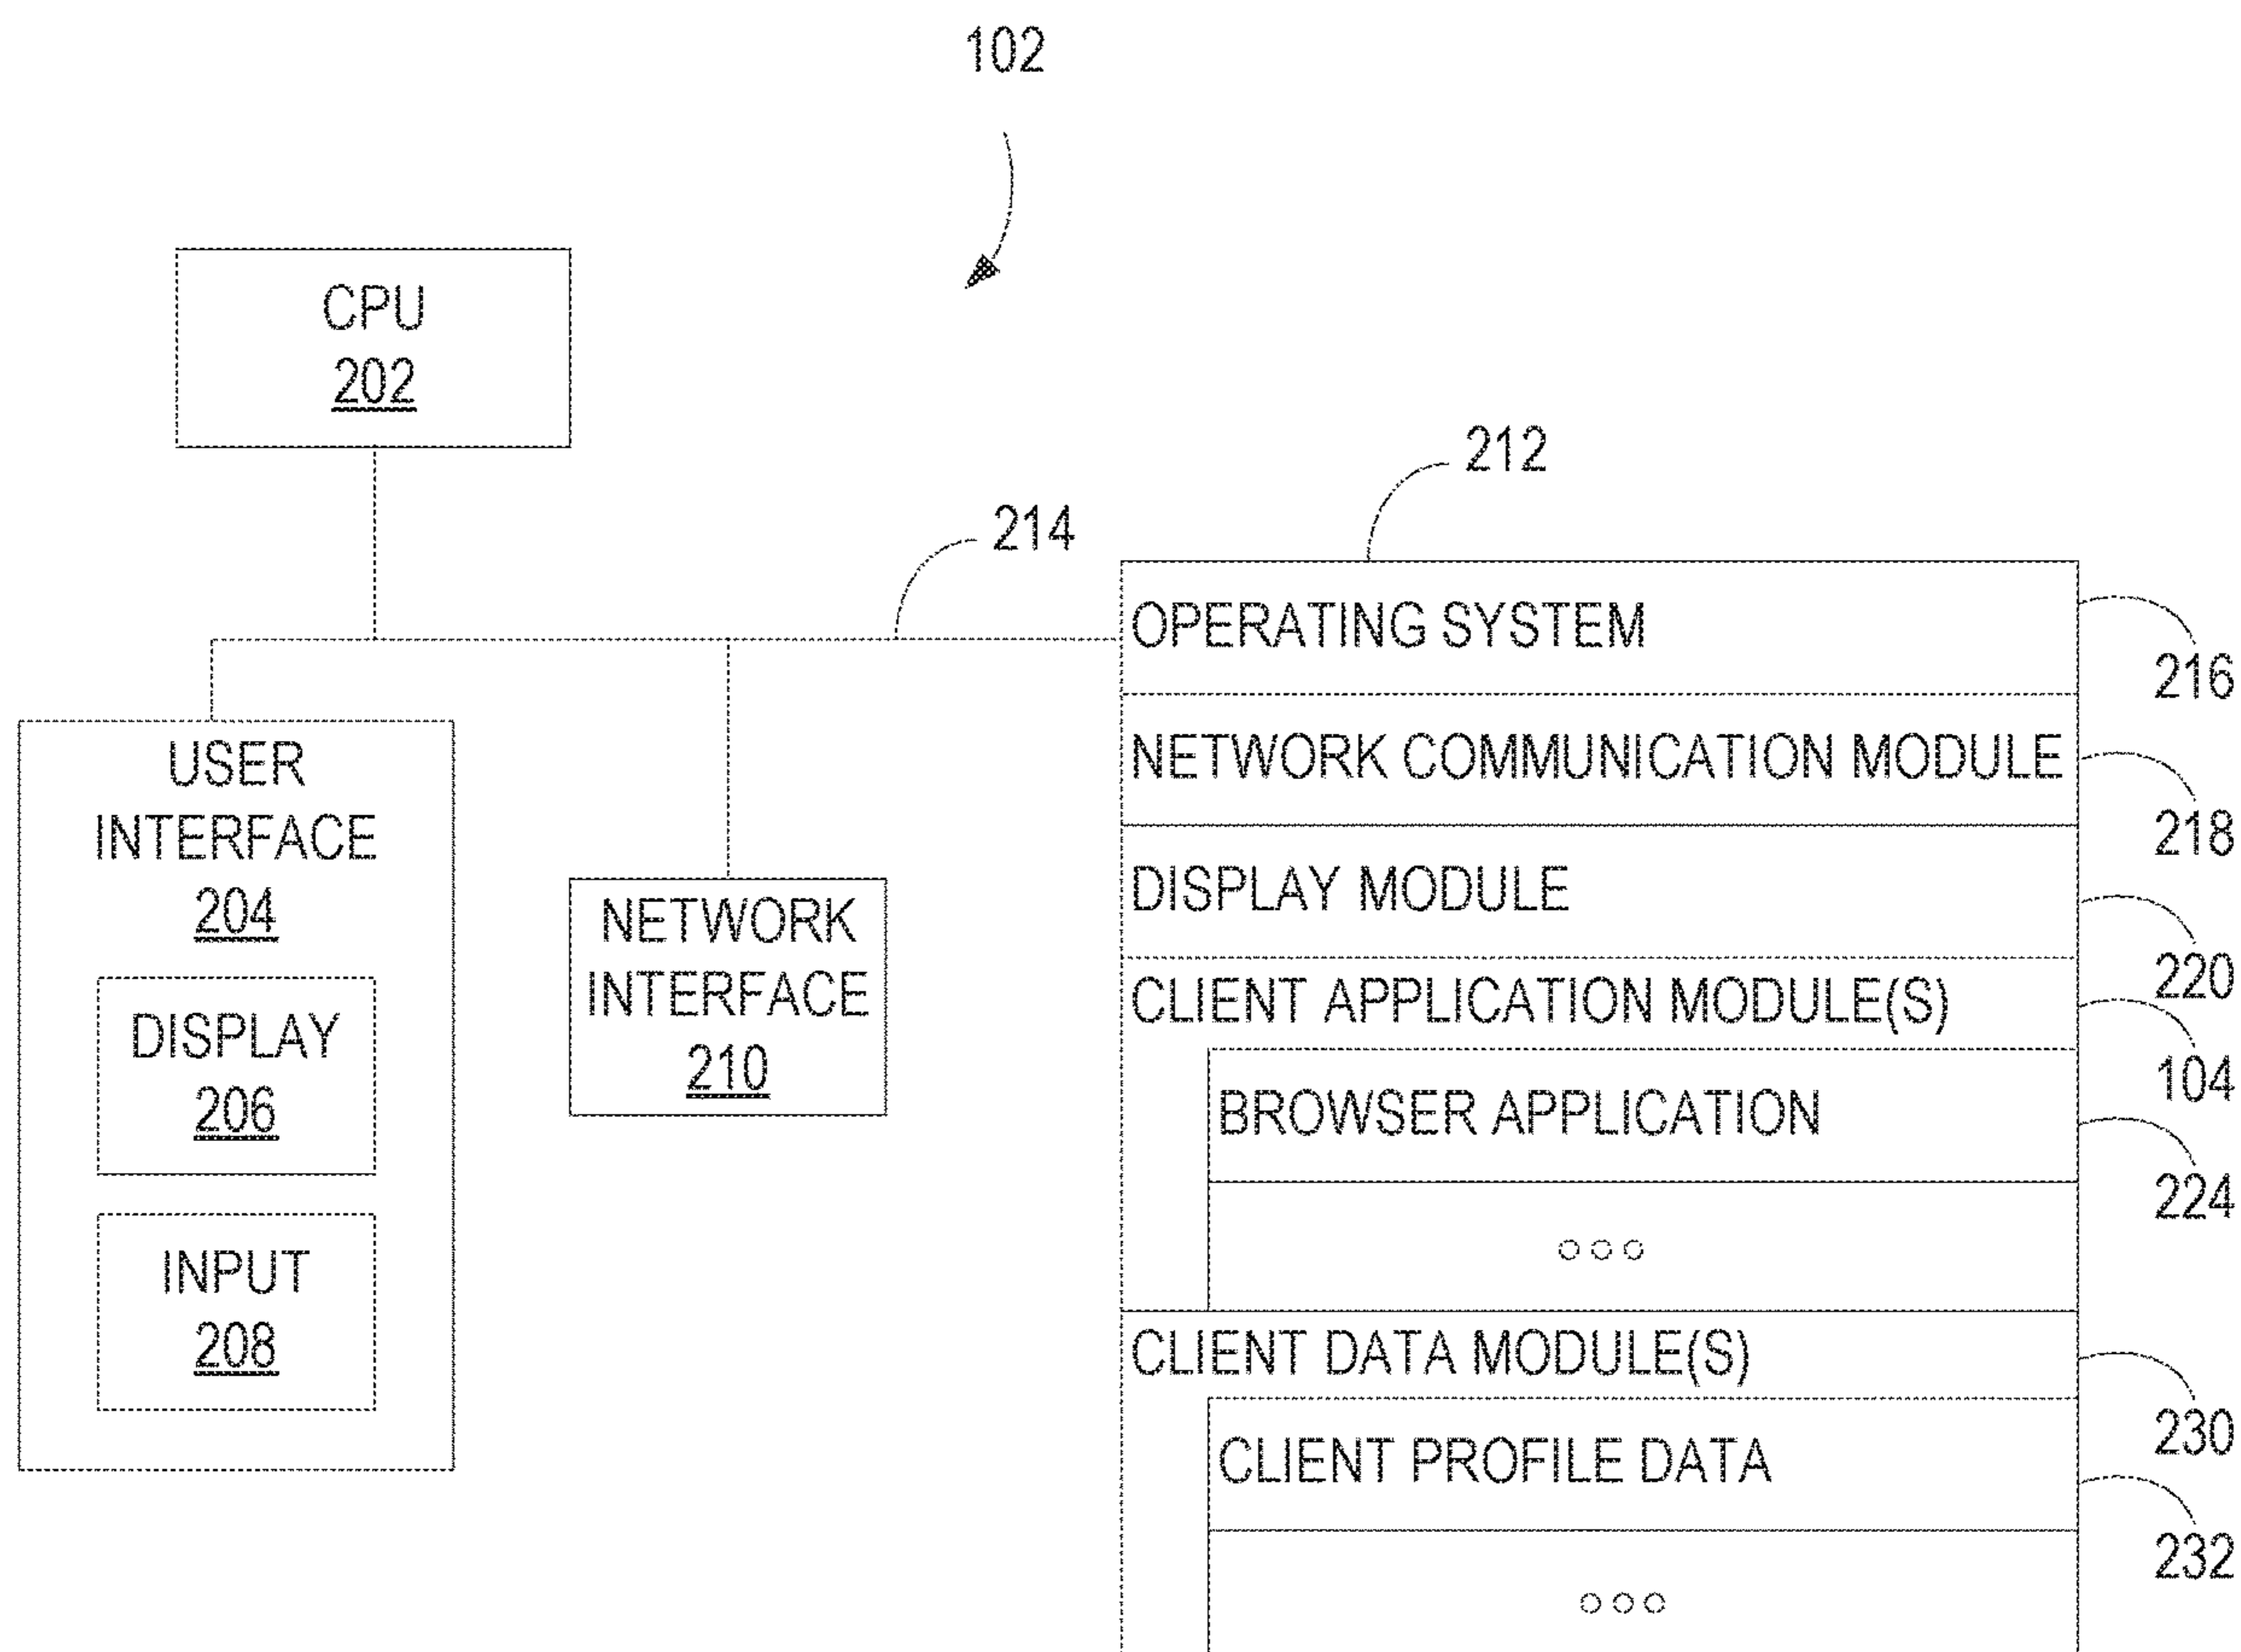 102
CPU
202
212
214
OPERATING SYSTEM
216
NETWORK COMMUNICATION MODULE
218
USER
INTERFACE
204
DISPLAY
206
INPUT
208
NETWORK
INTERFACE
210
DISPLAY MODULE
220
CLIENT APPLICATION MODULE(S)
104
BROWSER APPLICATION
224
CLIENT DATA MODULE(S)
230
CLIENT PROFILE DATA
232